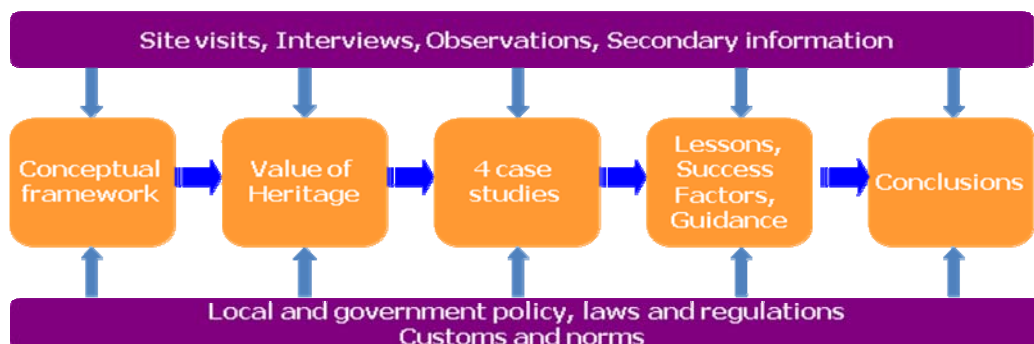 Site visits, Interviews, Observations, Secondary information
Conceptual
framework
Value of
Heritage
4 case
studies
Lessons,
Success
Factors,
Guidance
Conclusions
Local and government policy, laws and regulations
Customs and norms